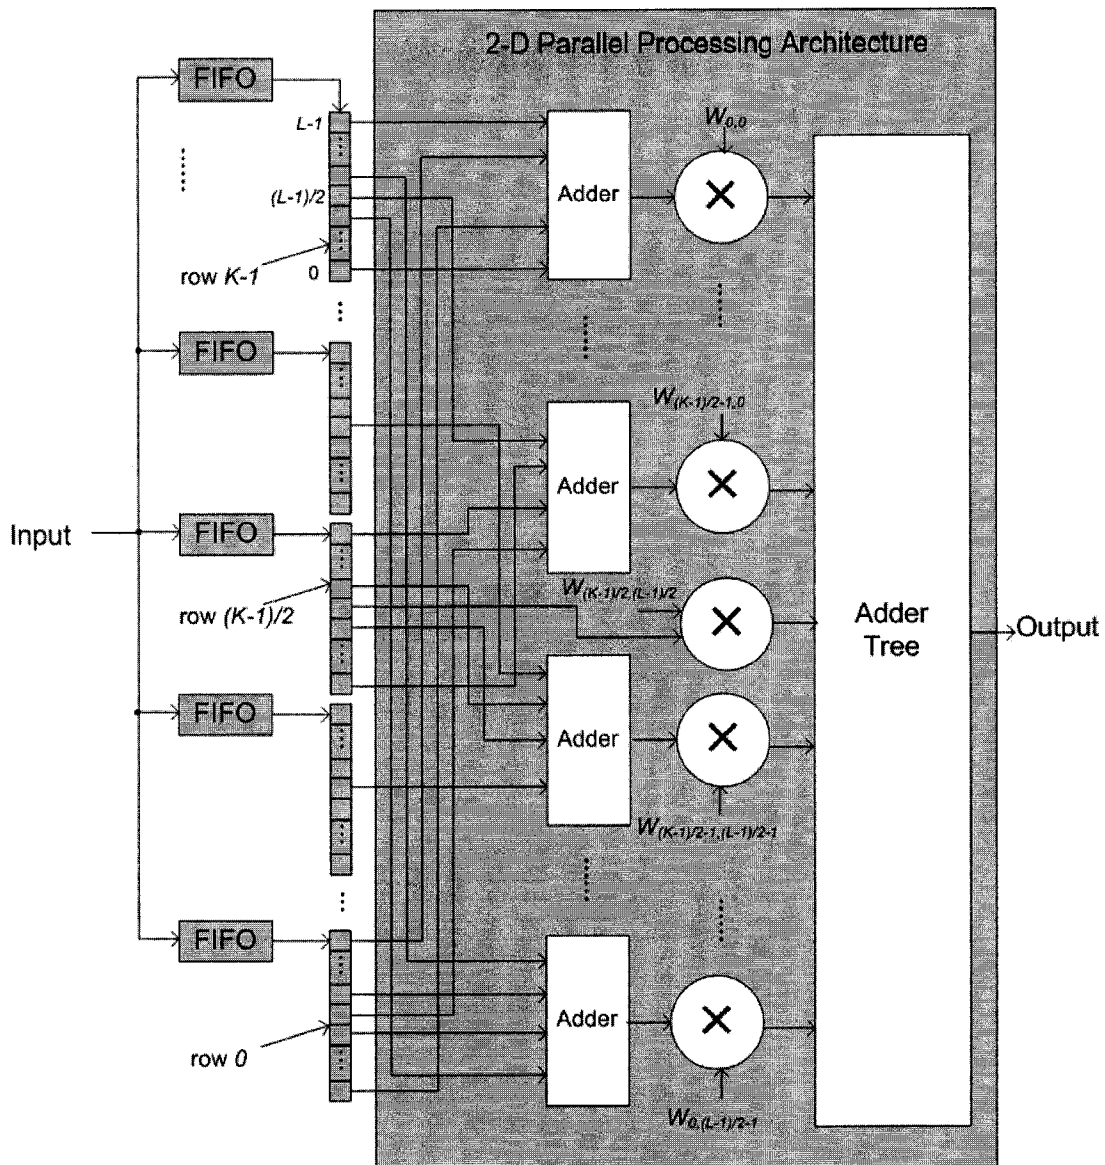 2-D Parallel Processing Architecture
FIFO
L-1
W0,0
(L-1)/2
Adder
row K-1
0
FIFO
W(K-1)/2-1,0
Adder
Input
FIFO
W(K-1)/2,(L-1)/2
row (K-1)/2
Adder
Tree
Output
FIFO
Adder
W(K-1)/2-1,(L-1)/2-1
FIFO
Adder
row 0
W0,(L-1)/2-1